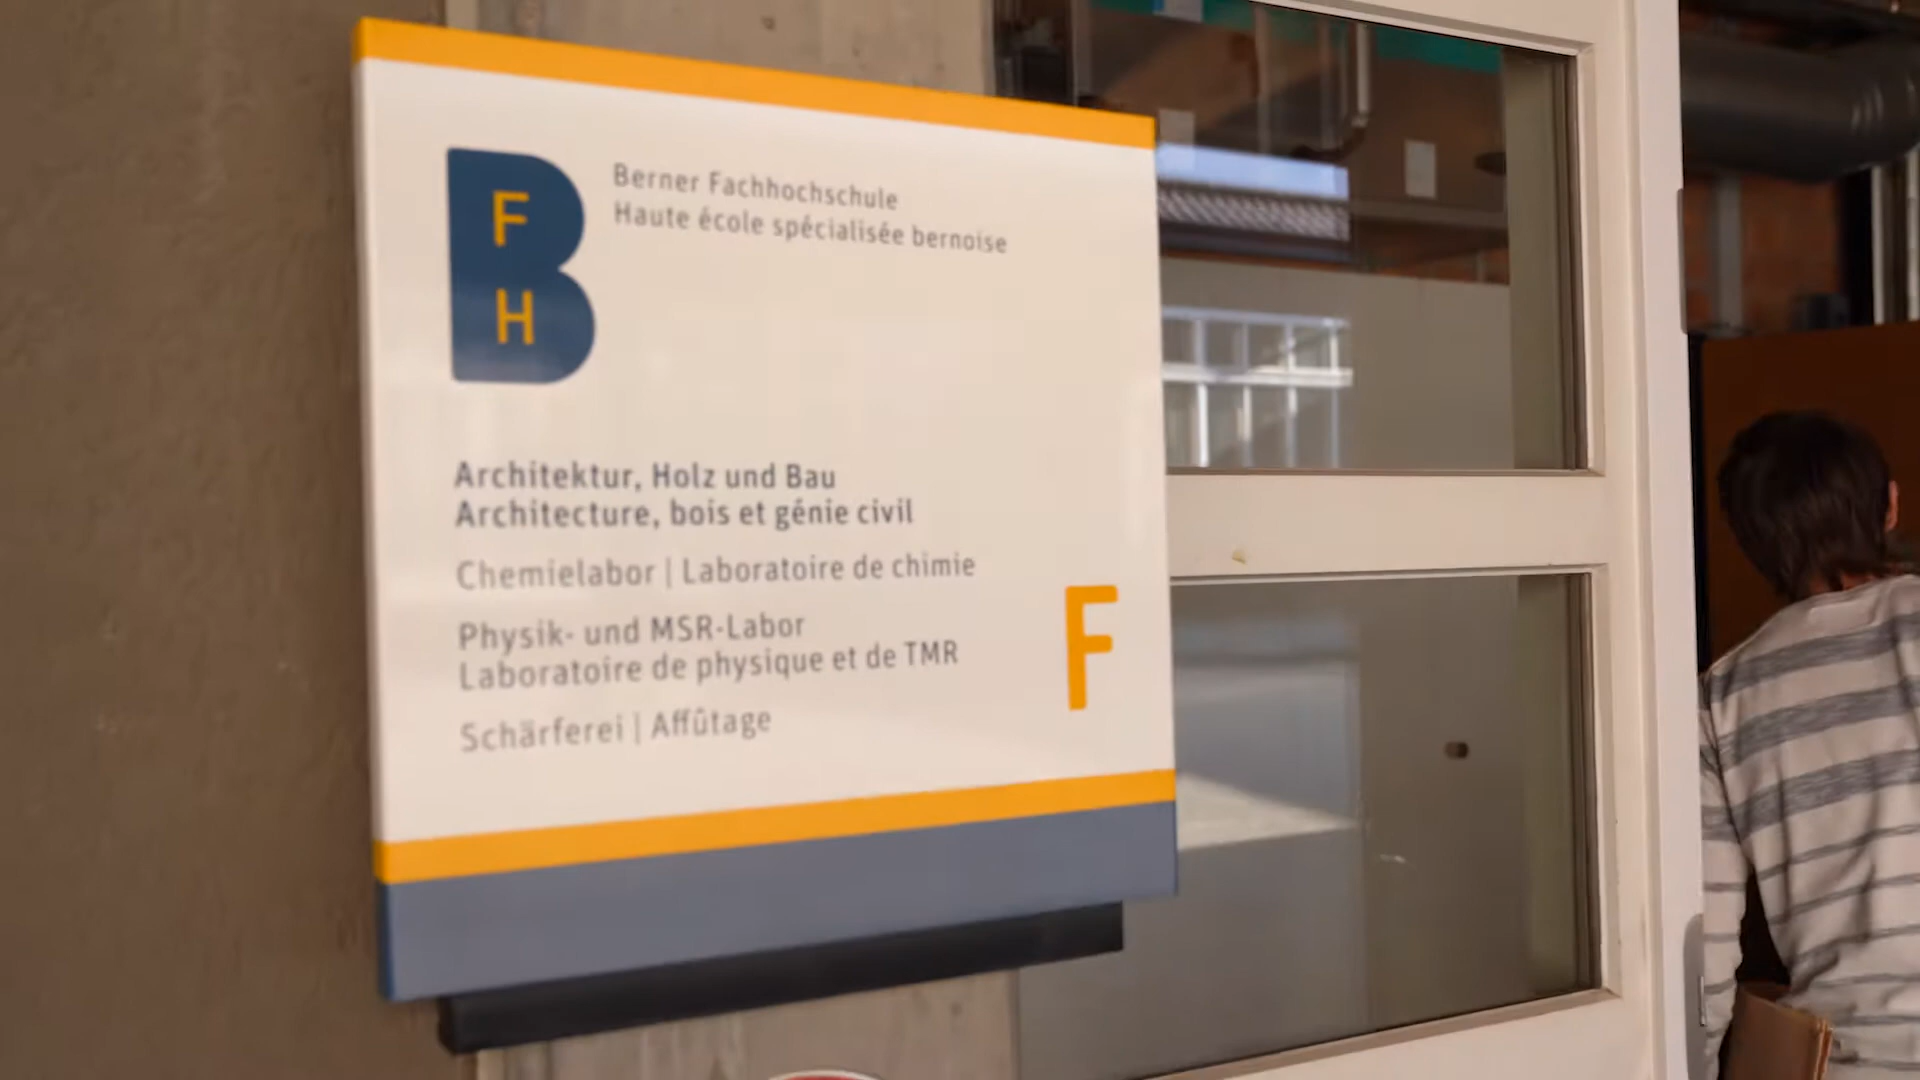 B
F
H
Berner Fachhochschule
Haute école spécialisée bernoise
Architektur, Holz und Bau
Architecture, bois et génie civil
Chemielabor | Laboratoire de chimie
Physik- und MSR-Labor
Laboratoire de physique et de TMR
Schärferei | Affûtage
F